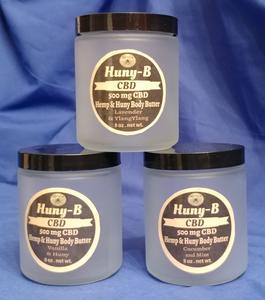 Huny-B
CBD
500 mg CBD
Hemp & Huny Body Butter
Lavender
& YlangYlang
8 oz. net wt.
Huny-B
CBD
500 mg CBD
Hemp & Huny Body Butter
Vanilla
& Huny
8 oz. net wt.
Huny-B
CBD
500 mg CBD
Hemp & Huny Body Butter
Cucumber
and Mint
8 oz. net wt.